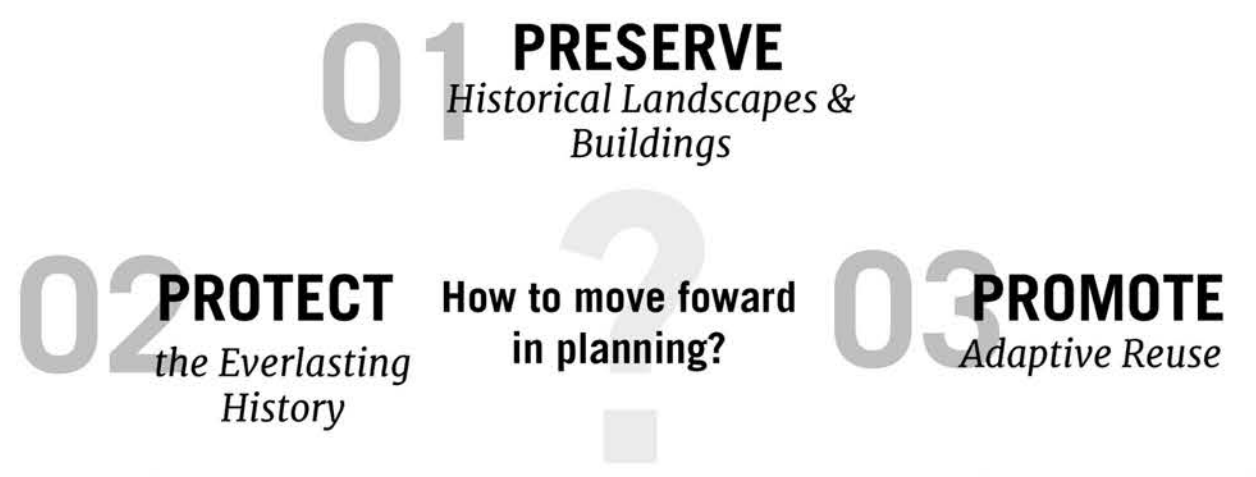 01 PRESERVE
Historical Landscapes &
Buildings
?
02 PROTECT
the Everlasting
History
How to move foward
in planning?
03 PROMOTE
Adaptive Reuse